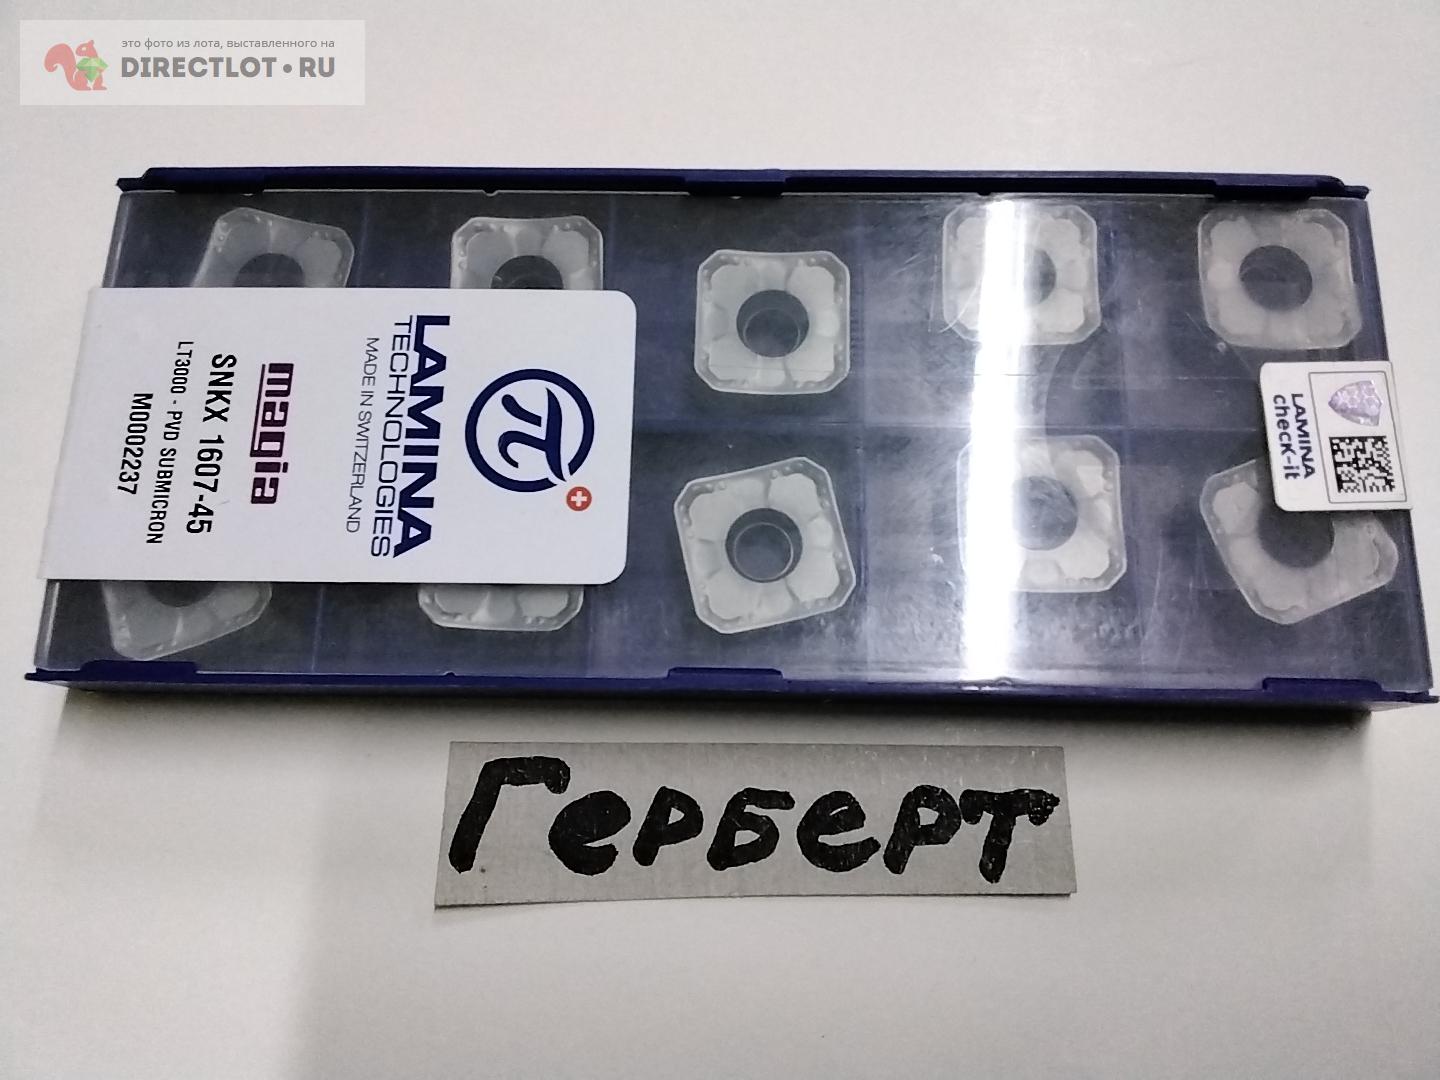 это фото из лота, выставленного на
DIRECTLOT.RU
LAMINA
TECHNOLOGIES
MADE IN SWITZERLAND
magia
SNKX 1607-45
LT3000 - PVD SUBMICRON
M0002237
LAMINA
check-it
Герберт